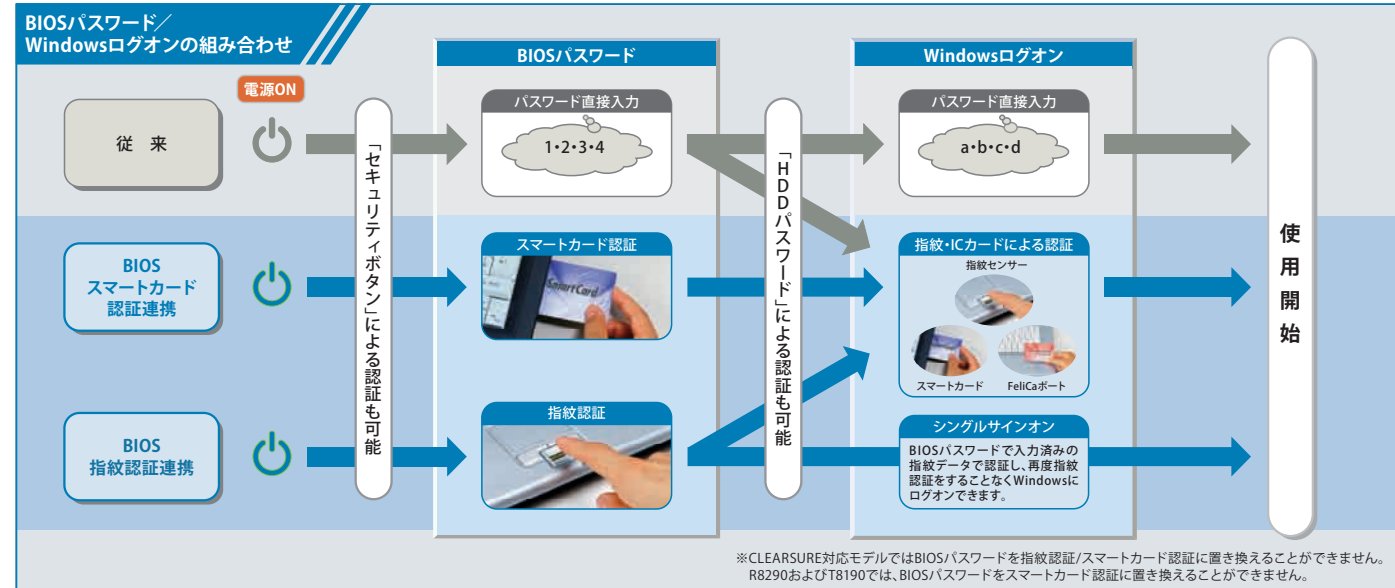 BIOSパスワード／
Windowsログオンの組み合わせ
BIOSパスワード
Windowsログオン
電源ON
従 来
「セキュリティボタン」による認証も可能
パスワード直接入力
1・2・3・4
「HDDパスワード」による認証も可能
パスワード直接入力
a・b・c・d
使用開始
BIOS
スマートカード
認証連携
スマートカード認証
SmartCard
指紋・ICカードによる認証
指紋センサー
スマートカード
FeliCaポート
BIOS
指紋認証連携
指紋認証
シングルサインオン
BIOSパスワードで入力済みの
指紋データで認証し、再度指紋
認証をすることなくWindowsに
ログオンできます。
※CLEARSURE対応モデルではBIOSパスワードを指紋認証/スマートカード認証に置き換えることができません。
R8290およびT8190では、BIOSパスワードをスマートカード認証に置き換えることができません。